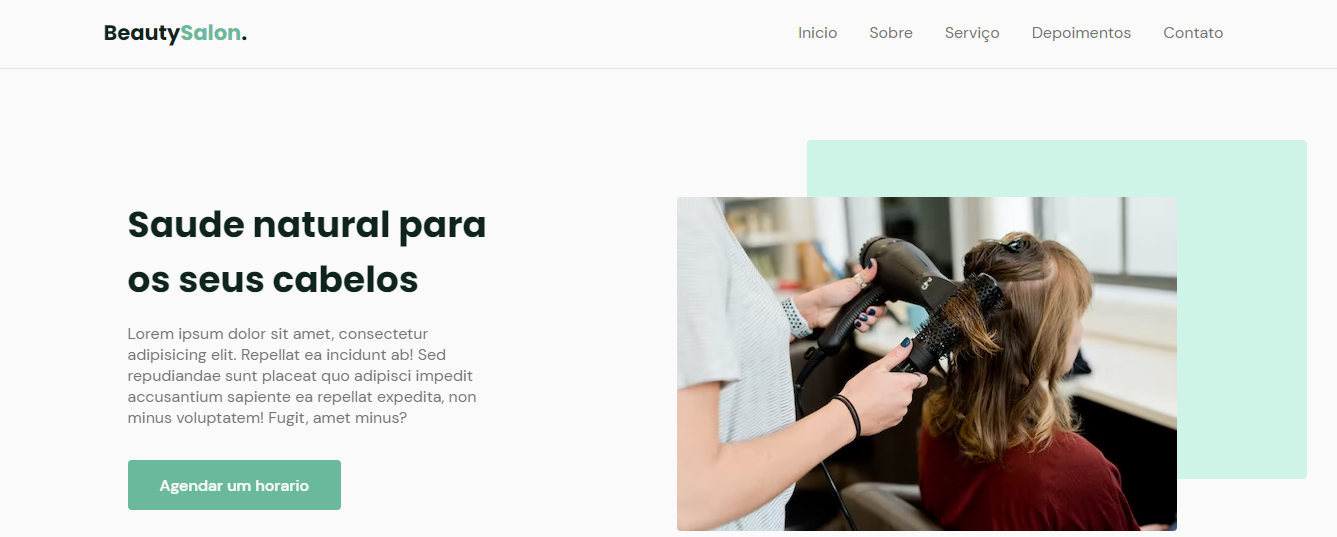 BeautySalon.
Inicio Sobre Serviço Depoimentos Contato
Saude natural para
os seus cabelos
Lorem ipsum dolor sit amet, consectetur
adipisicing elit. Repellat ea incidunt ab! Sed
repudiandae sunt placeat quo adipisci impedit
accusantium sapiente ea repellat expedita, non
minus voluptatem! Fugit, amet minus?
Agendar um horario